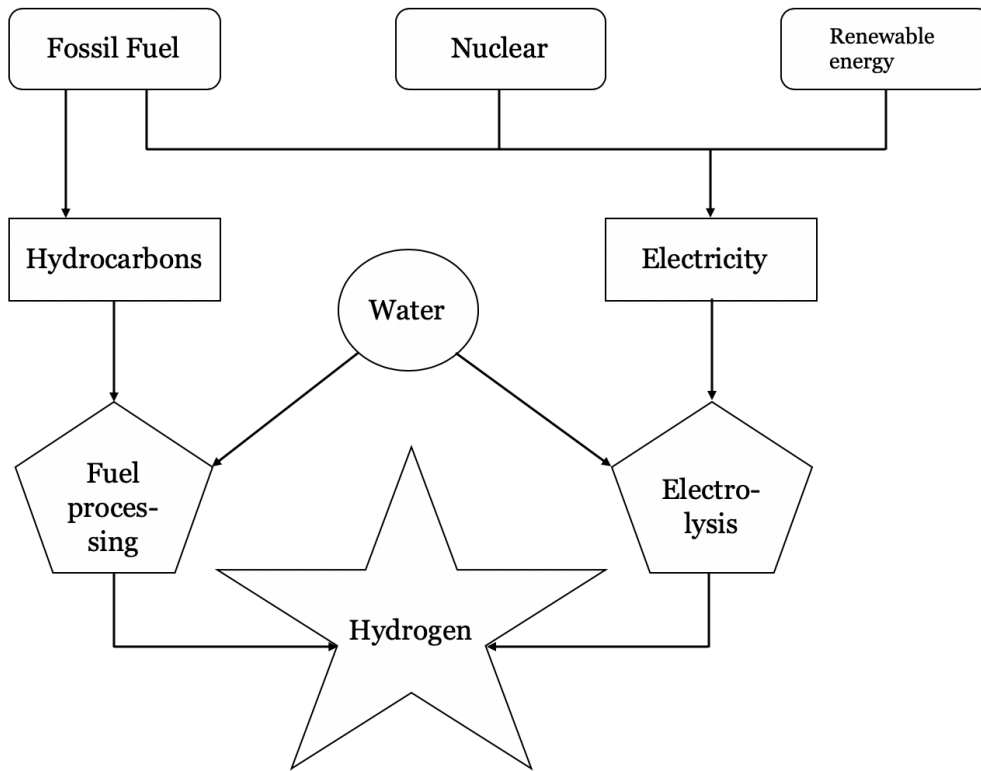 Fossil Fuel
Nuclear
Renewable
energy
Hydrocarbons
Electricity
Water
Fuel
proces-
sing
Electro-
lysis
Hydrogen